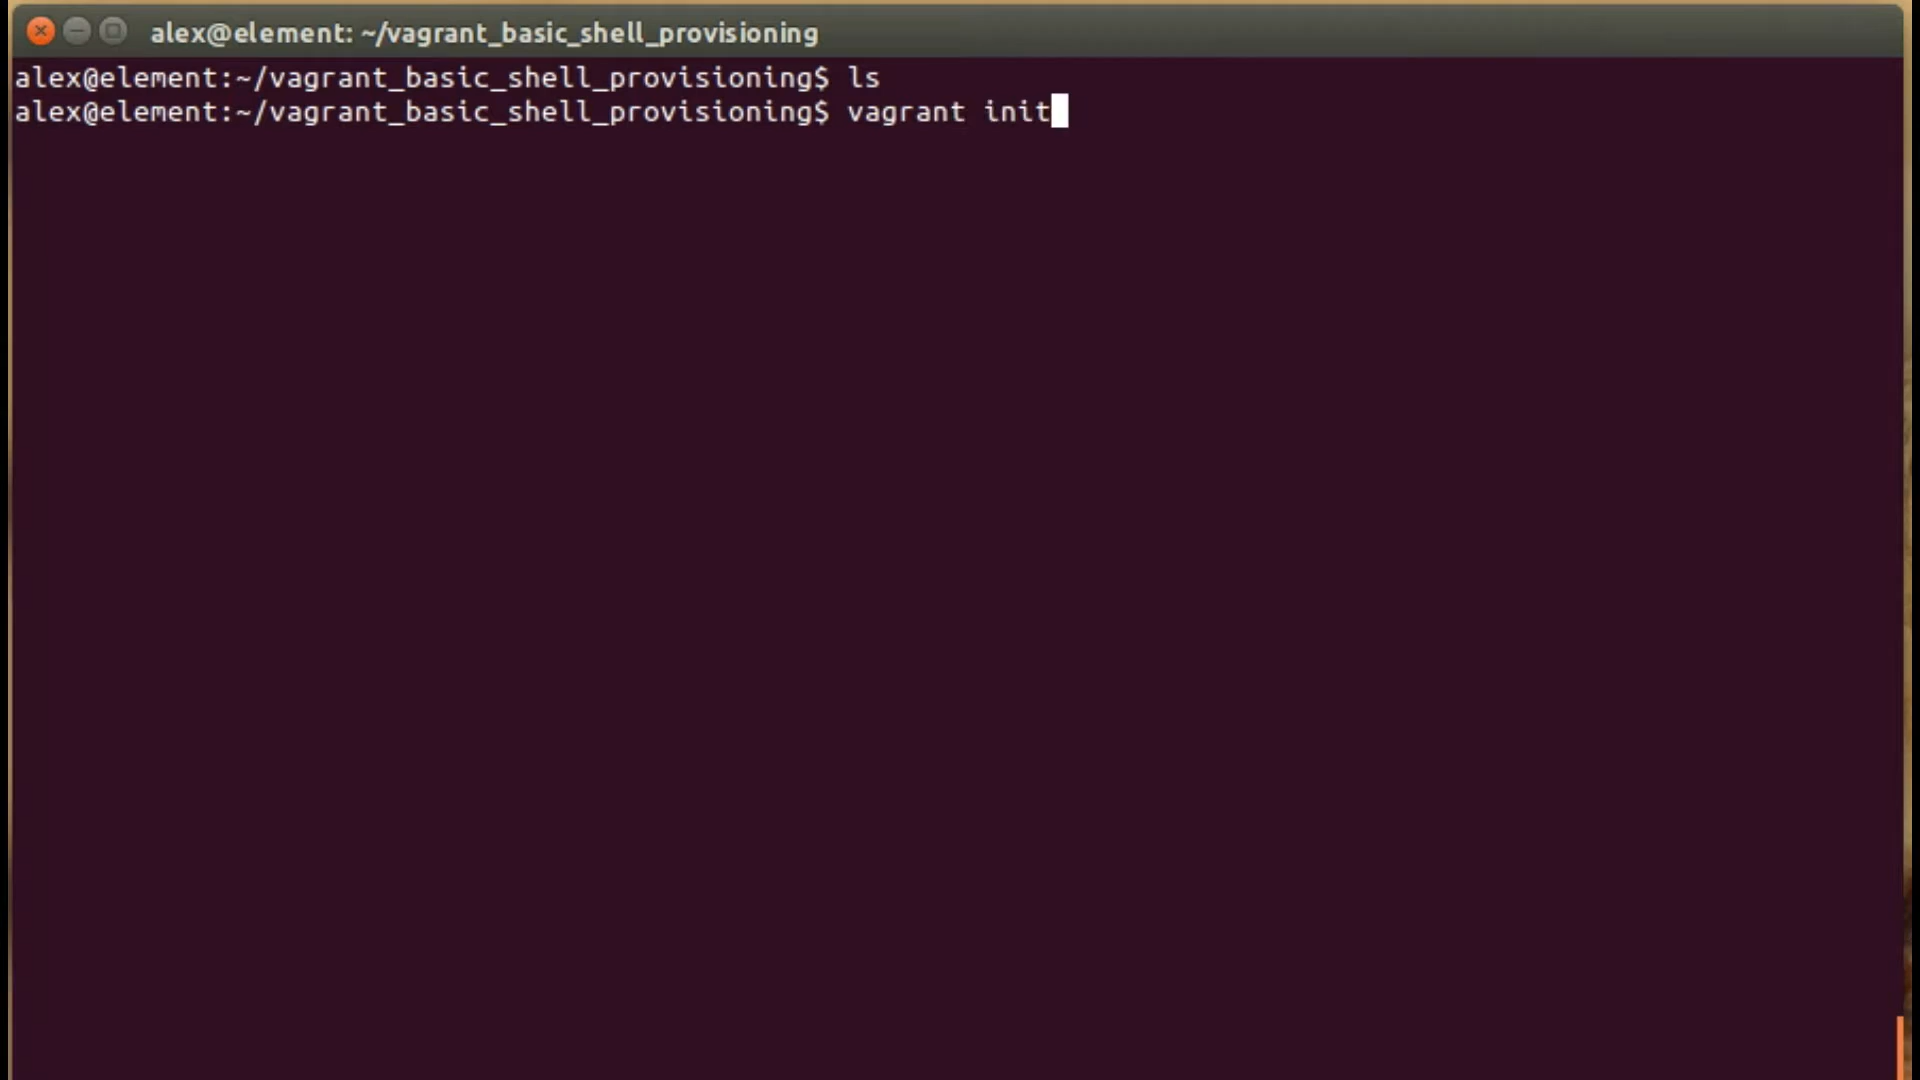 alex@element: ~/vagrant_basic_shell_provisioning
alex@element:~/vagrant_basic_shell_provisioning$ ls
alex@element:~/vagrant_basic_shell_provisioning$ vagrant init